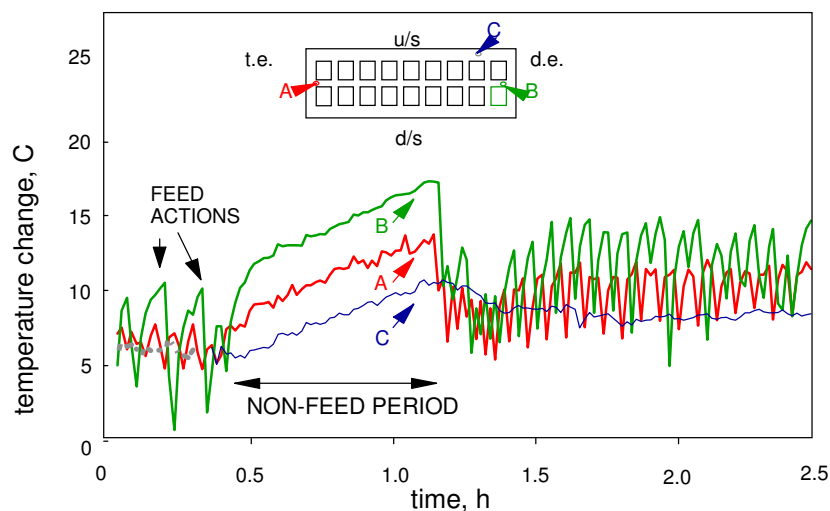 25
20
15
10
5
0
temperature change, C
u/s
C
t.e.
d.e.
A
B
d/s
FEED
ACTIONS
B
A
C
NON-FEED PERIOD
0
0.5
1.0
1.5
2.0
2.5
time, h